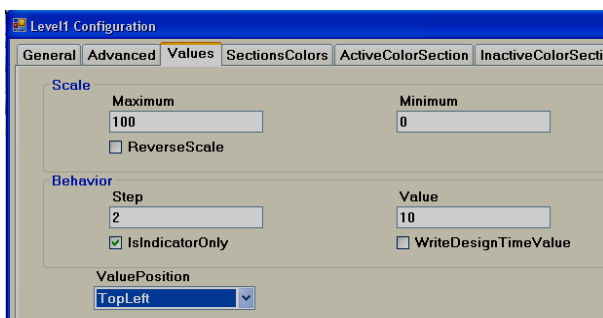 Level1 Configuration
General Advanced Values SectionsColors ActiveColorSection InactiveColorSecti
Scale
Maximum Minimum
100 0
ReverseScale
Behavior
Step Value
2 10
IsIndicatorOnly WriteDesignTimeValue
ValuePosition
TopLeft